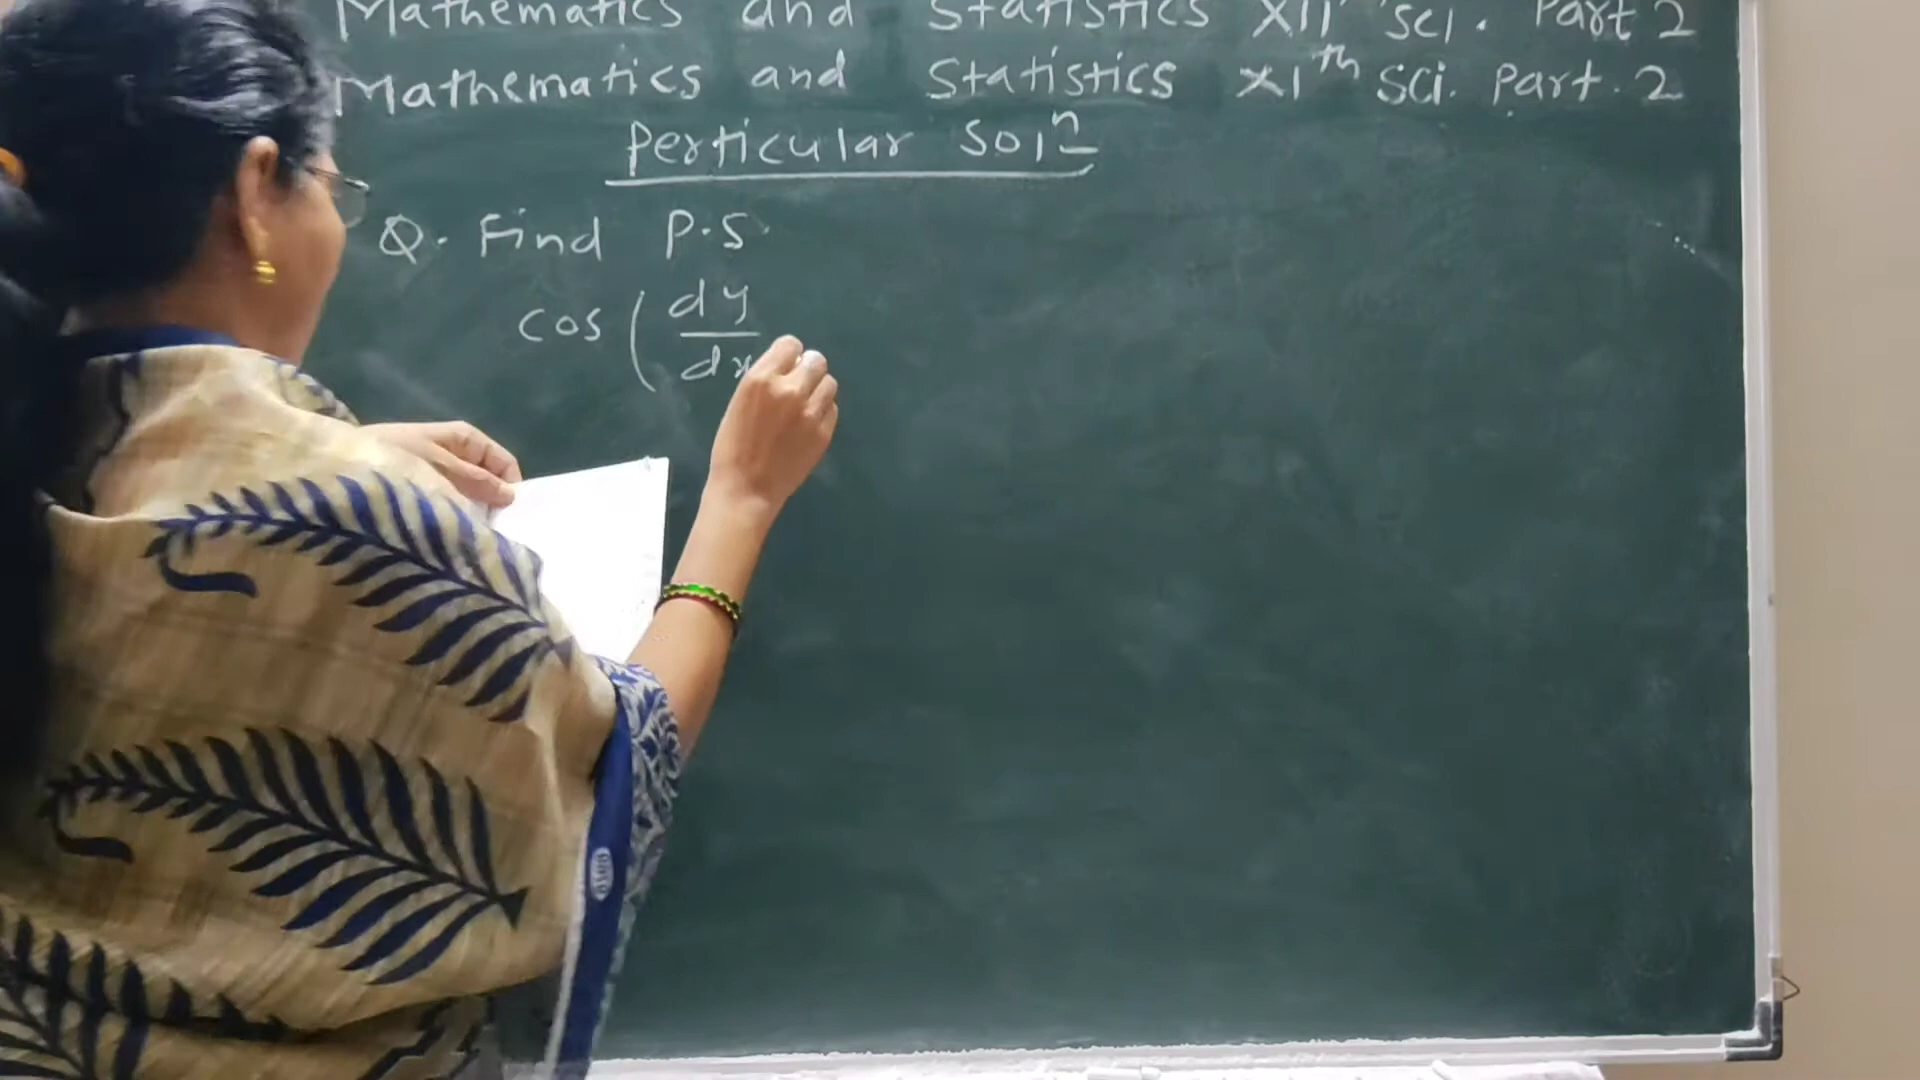 Mathematics and Statistics XII Sci. Part 2
Mathematics and Statistics XIth Sci. Part. 2
Perticular Soln
Q. Find P.S.
cos ( dy
dx